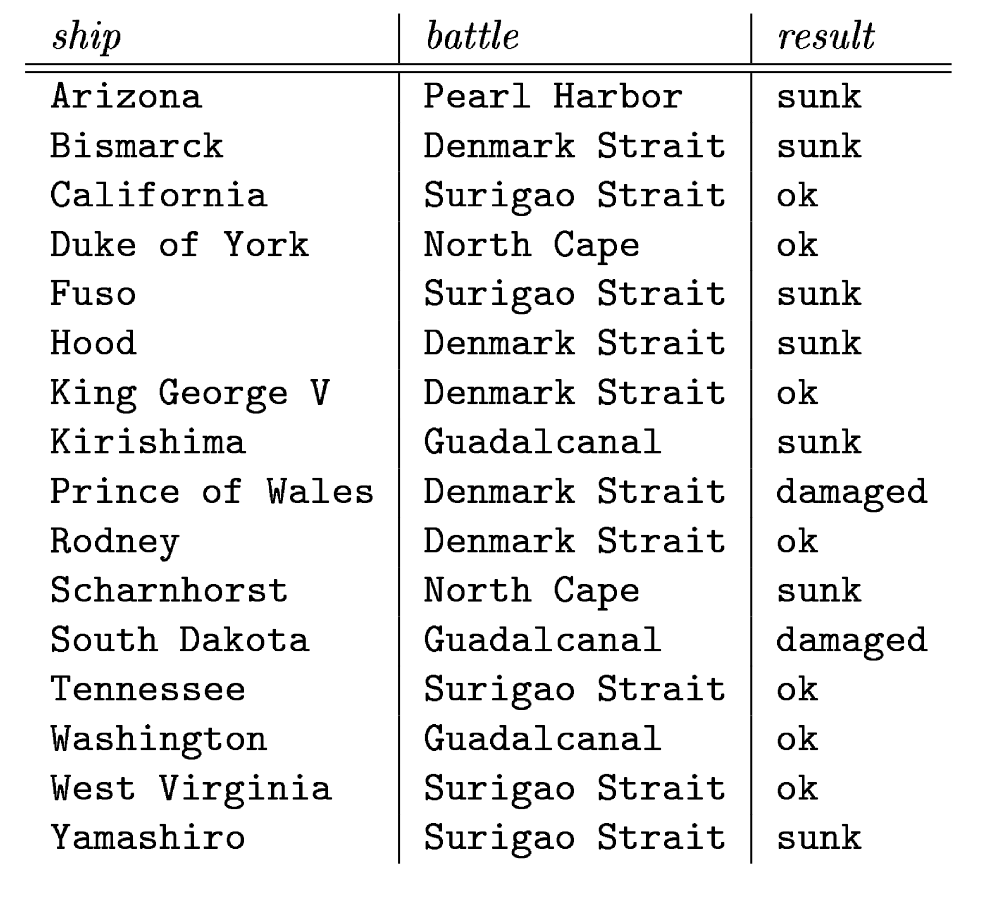 ship battle result
Arizona Pearl Harbor sunk
Bismarck Denmark Strait sunk
California Surigao Strait ok
Duke of York North Cape ok
Fuso Surigao Strait sunk
Hood Denmark Strait sunk
King George V Denmark Strait ok
Kirishima Guadalcanal sunk
Prince of Wales Denmark Strait damaged
Rodney Denmark Strait ok
Scharnhorst North Cape sunk
South Dakota Guadalcanal damaged
Tennessee Surigao Strait ok
Washington Guadalcanal ok
West Virginia Surigao Strait ok
Yamashiro Surigao Strait sunk